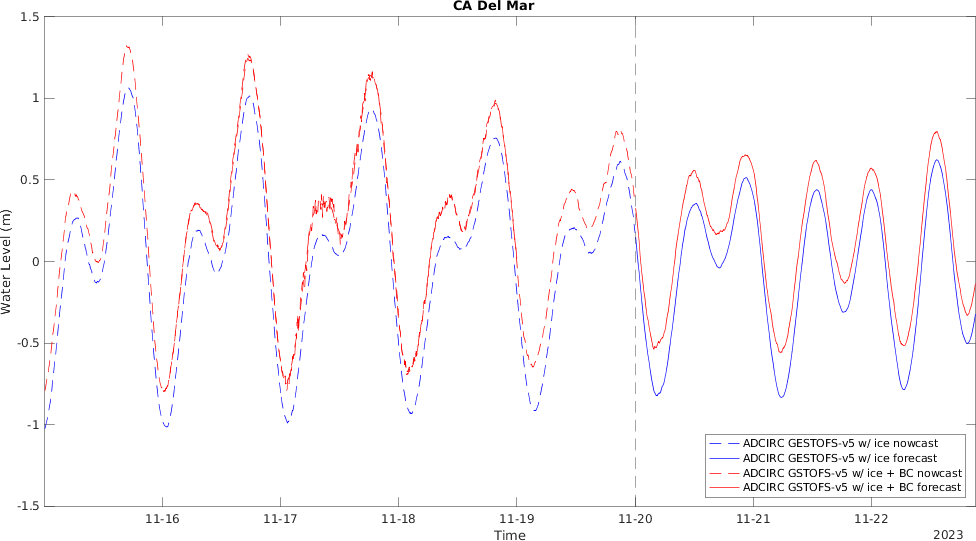 CA Del Mar
1.5
1
0.5
0
-0.5
-1
-1.5
Water Level (m)
11-16
11-17
11-18
11-19
11-20
11-21
11-22
Time
2023
ADCIRC GESTOFS-v5 w/ ice nowcast
ADCIRC GESTOFS-v5 w/ ice forecast
ADCIRC GSTOFS-v5 w/ ice + BC nowcast
ADCIRC GSTOFS-v5 w/ ice + BC forecast